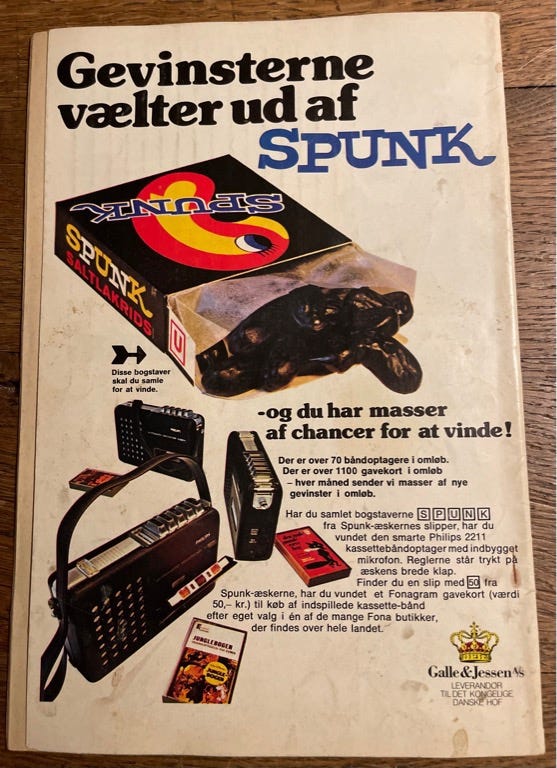 Gevinsterne
vælter ud af
SPUNK
SPUNK
SPUNK
SALTLAKRIDS
U
Disse bogstaver
skal du samle
for at vinde.
-og du har masser
af chancer for at vinde!
Der er over 70 båndoptagere i omløb.
Der er over 1100 gavekort i omløb
– hver måned sender vi masser af nye
gevinster i omløb.
Har du samlet bogstaverne S P U N K
fra Spunk-æskernes slipper, har du
vundet den smarte Philips 2211
kassettebåndoptager med indbygget
mikrofon. Reglerne står trykt på
æskens brede klap.
Finder du en slip med 50 fra
Spunk-æskerne, har du vundet et Fonagram gavekort (værdi
50,– kr.) til køb af indspillede kassette-bånd
efter eget valg i én af de mange Fona butikker,
der findes over hele landet.
JUNGLEBOGEN
JUNGLE
BOGEN
Galle & Jessen A/S
LEVERANDØR
TIL DET KONGELIGE
DANSKE HOF